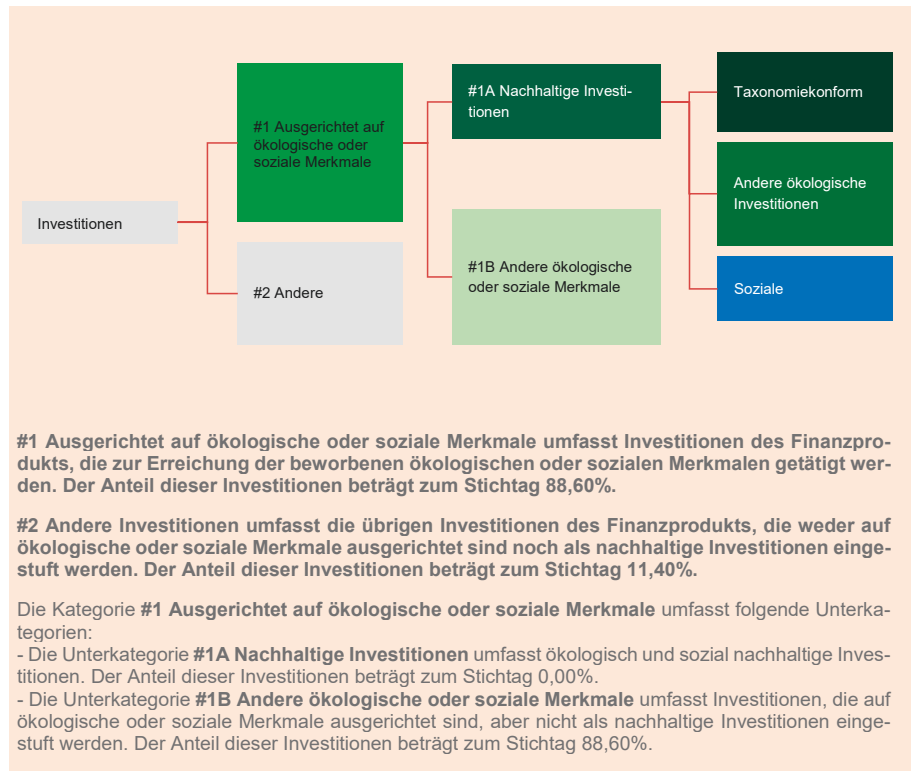 Investitionen
#1 Ausgerichtet auf
ökologische oder
soziale Merkmale
#2 Andere
#1A Nachhaltige Investi-
tionen
#1B Andere ökologische
oder soziale Merkmale
Taxonomiekonform
Andere ökologische
Investitionen
Soziale
#1 Ausgerichtet auf ökologische oder soziale Merkmale umfasst Investitionen des Finanzpro-
dukts, die zur Erreichung der beworbenen ökologischen oder sozialen Merkmalen getätigt wer-
den. Der Anteil dieser Investitionen beträgt zum Stichtag 88,60%.
#2 Andere Investitionen umfasst die übrigen Investitionen des Finanzprodukts, die weder auf
ökologische oder soziale Merkmale ausgerichtet sind noch als nachhaltige Investitionen einge-
stuft werden. Der Anteil dieser Investitionen beträgt zum Stichtag 11,40%.
Die Kategorie #1 Ausgerichtet auf ökologische oder soziale Merkmale umfasst folgende Unterka-
tegorien:
- Die Unterkategorie #1A Nachhaltige Investitionen umfasst ökologisch und sozial nachhaltige Inves-
titionen. Der Anteil dieser Investitionen beträgt zum Stichtag 0,00%.
- Die Unterkategorie #1B Andere ökologische oder soziale Merkmale umfasst Investitionen, die auf
ökologische oder soziale Merkmale ausgerichtet sind, aber nicht als nachhaltige Investitionen einge-
stuft werden. Der Anteil dieser Investitionen beträgt zum Stichtag 88,60%.